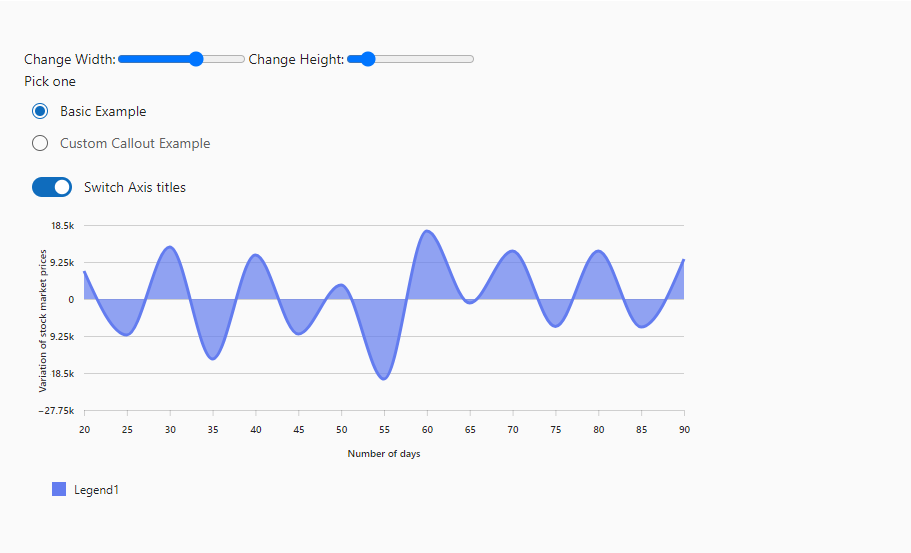 Change Width: Change Height:
Pick one
Basic Example
Custom Callout Example
Switch Axis titles
Variation of stock market prices
18.5k
9.25k
0
9.25k
18.5k
−27.75k
20 25 30 35 40 45 50 55 60 65 70 75 80 85 90
Number of days
Legend1